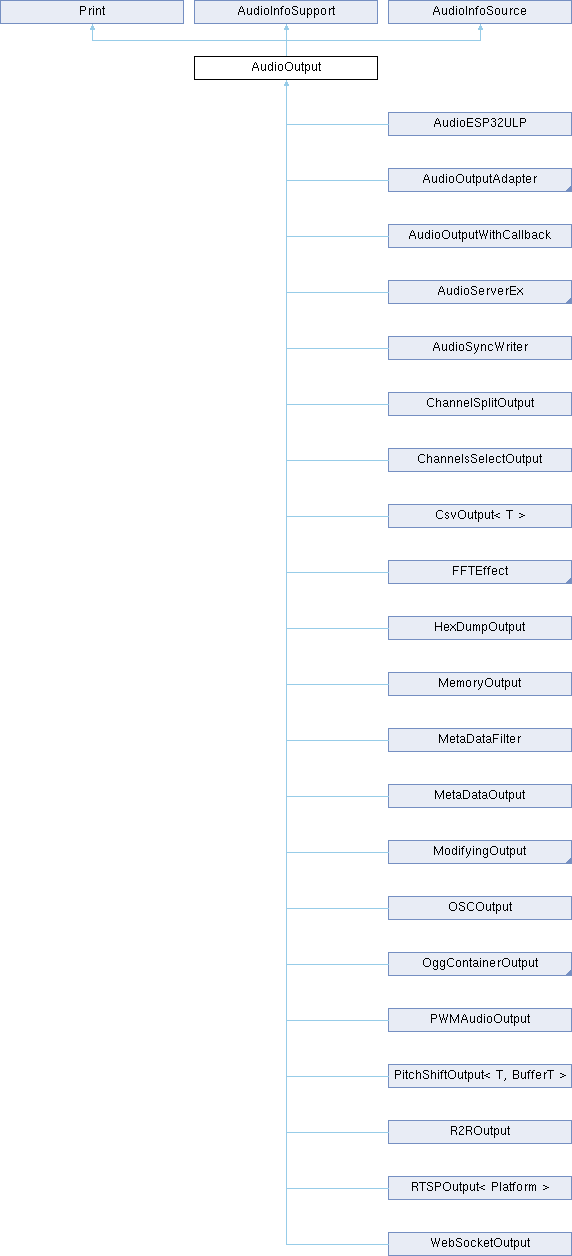 Print
AudioInfoSupport
AudioInfoSource
AudioOutput
AudioESP32ULP
AudioOutputAdapter
AudioOutputWithCallback
AudioServerEx
AudioSyncWriter
ChannelSplitOutput
ChannelsSelectOutput
CsvOutput< T >
FFTEffect
HexDumpOutput
MemoryOutput
MetaDataFilter
MetaDataOutput
ModifyingOutput
OSCOutput
OggContainerOutput
PWMAudioOutput
PitchShiftOutput< T, BufferT >
R2ROutput
RTSPOutput< Platform >
WebSocketOutput